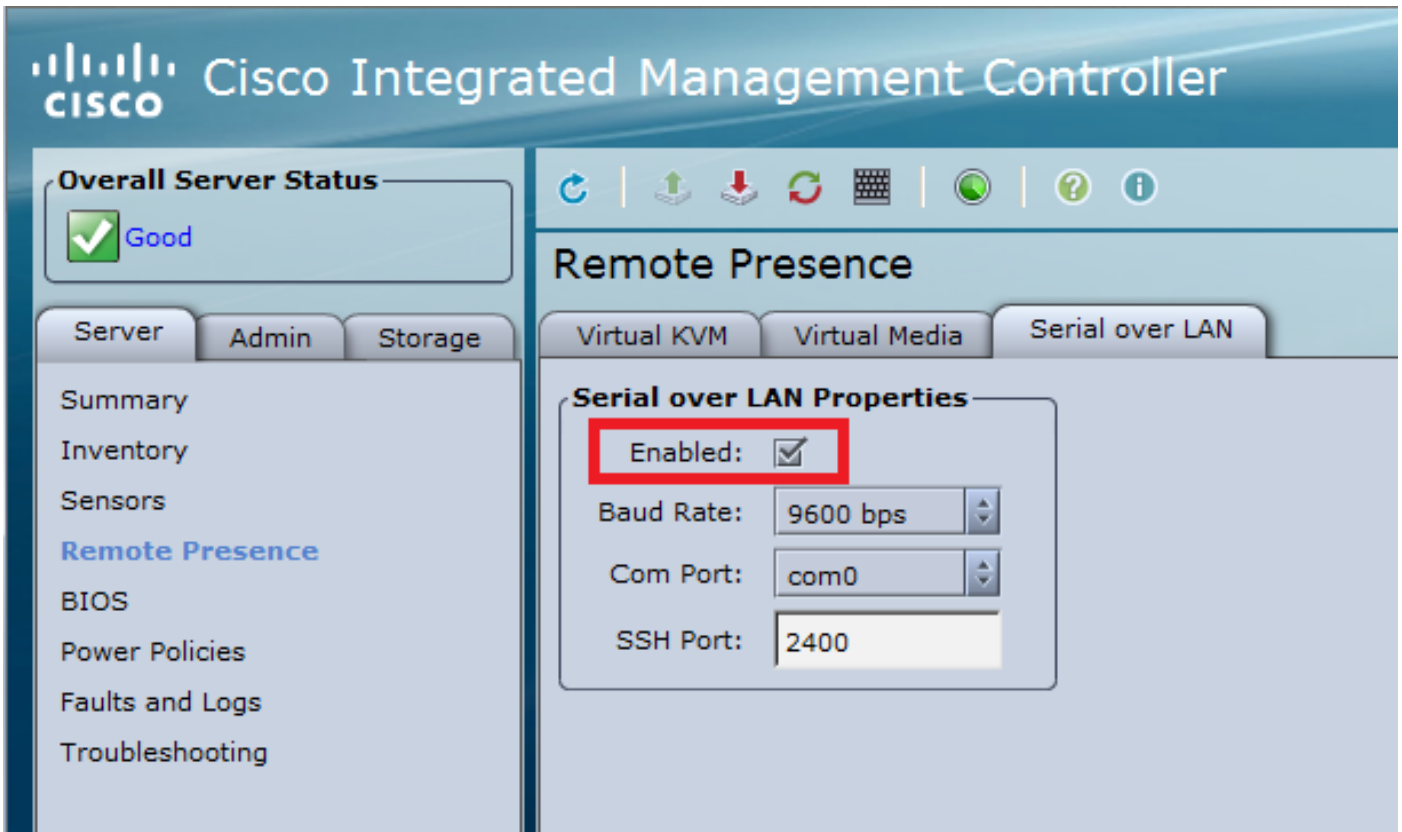 CISCO
Cisco Integrated Management Controller
Overall Server Status
Good
Server Admin Storage
Summary
Inventory
Sensors
Remote Presence
BIOS
Power Policies
Faults and Logs
Troubleshooting
Remote Presence
Virtual KVM Virtual Media Serial over LAN
Serial over LAN Properties
Enabled:
Baud Rate: 9600 bps
Com Port: com0
SSH Port: 2400